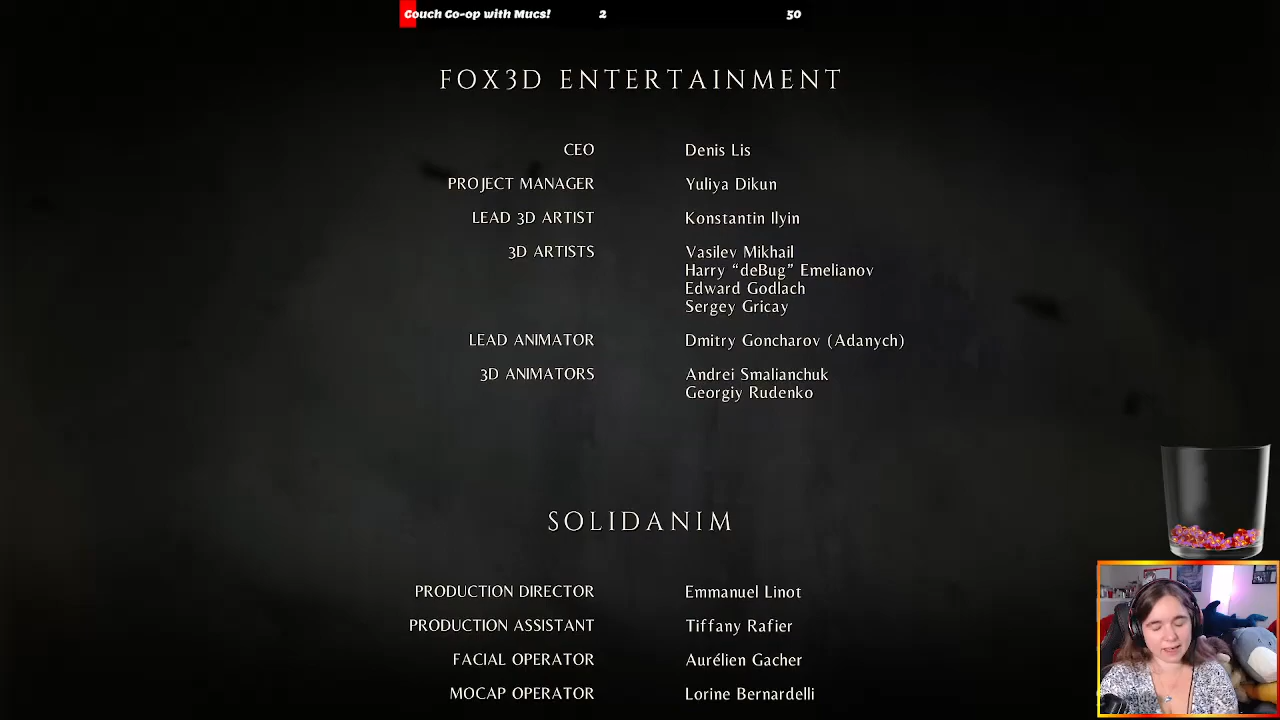 Couch Co-op with Mucs! 2 50
FOX3D ENTERTAINMENT
CEO Denis Lis
PROJECT MANAGER Yuliya Dikun
LEAD 3D ARTIST Konstantin Ilyin
3D ARTISTS Vasilev Mikhail
Harry “deBug” Emelianov
Edward Godlach
Sergey Gricay
LEAD ANIMATOR Dmitry Goncharov (Adanych)
3D ANIMATORS Andrei Smalianchuk
Georgiy Rudenko
SOLIDANIM
PRODUCTION DIRECTOR Emmanuel Linot
PRODUCTION ASSISTANT Tiffany Rafier
FACIAL OPERATOR Aurélien Gacher
MOCAP OPERATOR Lorine Bernardelli